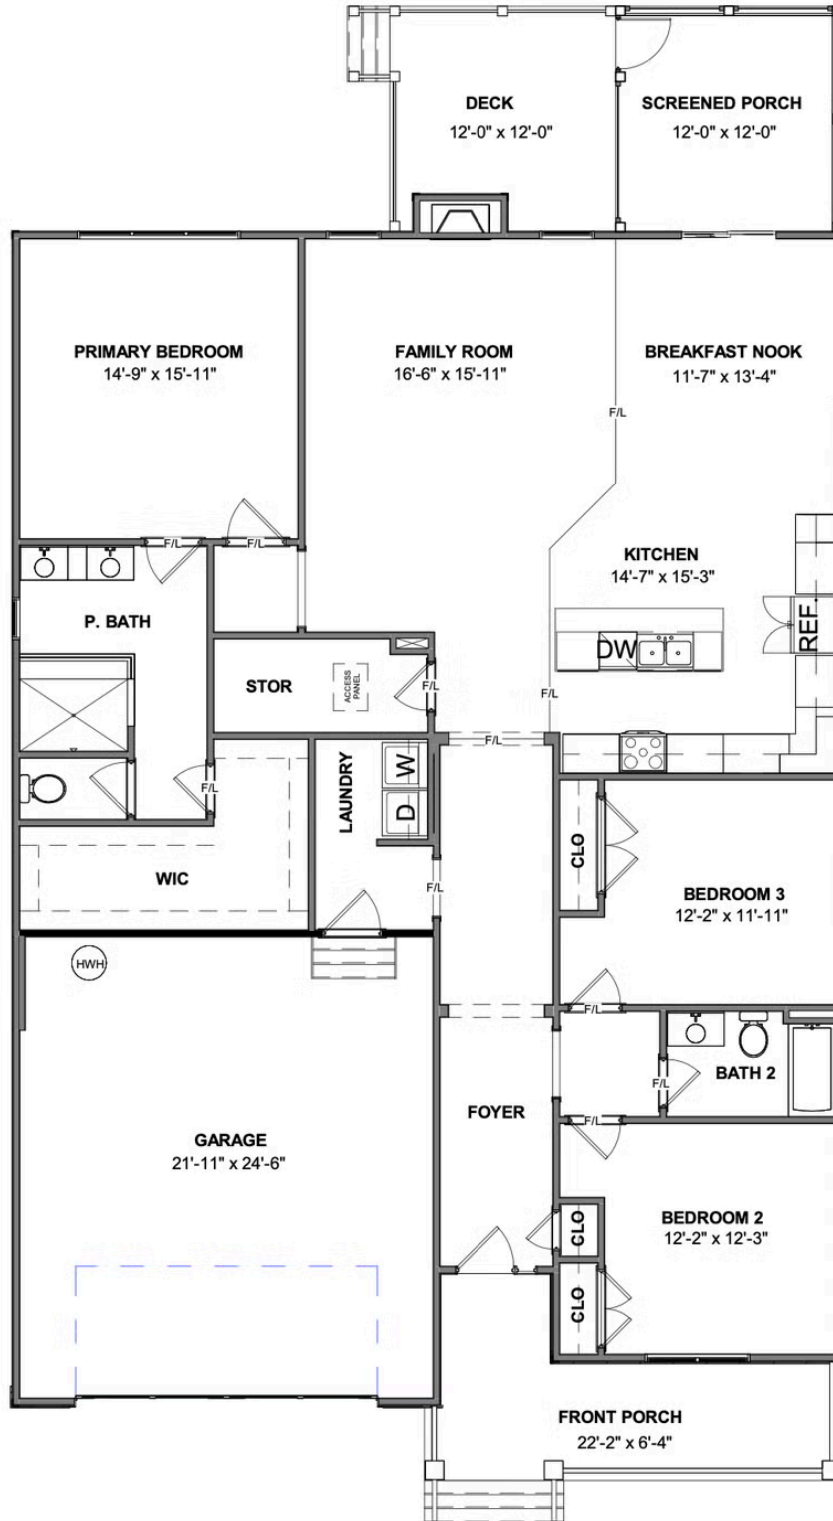 DECK
12'-0" x 12'-0"
SCREENED PORCH
12'-0" x 12'-0"
PRIMARY BEDROOM
14'-9" x 15'-11"
FAMILY ROOM
16'-6" x 15'-11"
BREAKFAST NOOK
11'-7" x 13'-4"
F/L
F/L
F/L
KITCHEN
14'-7" x 15'-3"
P. BATH
REF
DW
STOR
ACCESS
PANEL
F/L
F/L
F/L
F/L
LAUNDRY
W
D
WIC
F/L
CLO
BEDROOM 3
12'-2" x 11'-11"
HWH
F/L
BATH 2
F/L
FOYER
F/L
GARAGE
21'-11" x 24'-6"
CLO
BEDROOM 2
12'-2" x 12'-3"
CLO
FRONT PORCH
22'-2" x 6'-4"